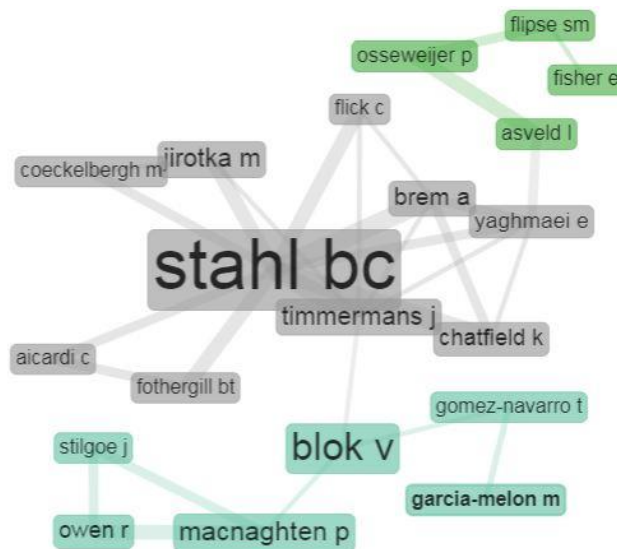 flipse sm
osseweijer p
fisher e
flick c
asveld l
jirotka m
coeckelbergh m
brem a
yaghmaei e
stahl bc
timmermans j
chatfield k
aicardi c
fothergill bt
gomez-navarro t
stilgoe j
blok v
garcia-melon m
owen r
macnaghten p